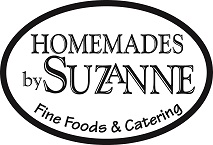 HOMEMADES
by SUZANNE
Fine Foods & Catering